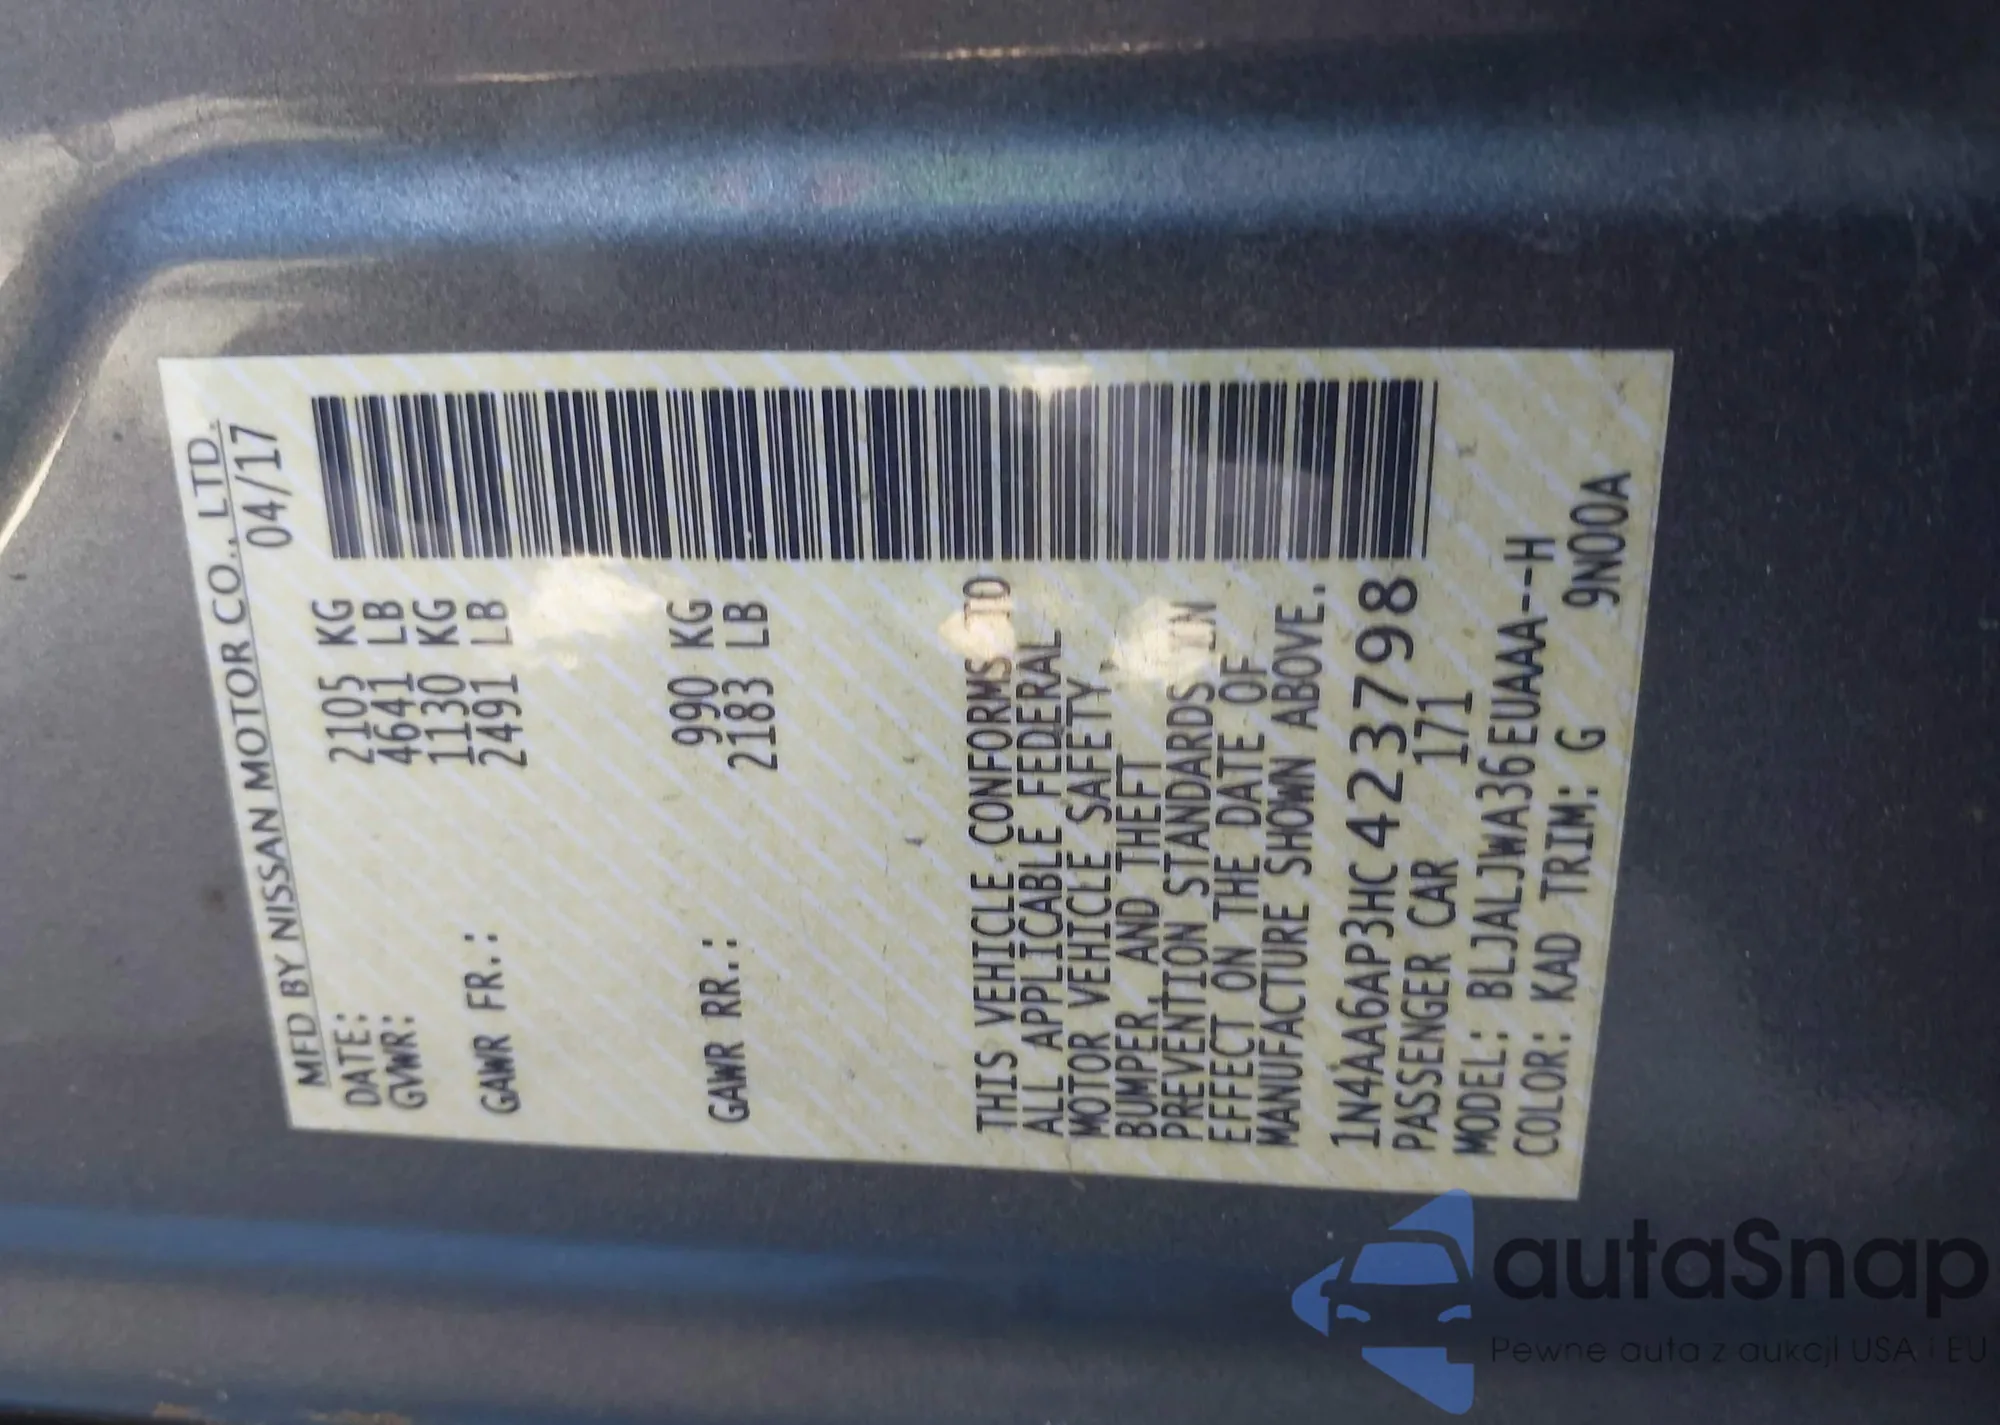 MFD BY NISSAN MOTOR CO., LTD.
DATE: 04/17
GVWR: 2105 KG
4641 LB
GAWR FR.: 1130 KG
2491 LB
GAWR RR.: 990 KG
2183 LB
THIS VEHICLE CONFORMS TO
ALL APPLICABLE FEDERAL
MOTOR VEHICLE SAFETY,
BUMPER, AND THEFT
PREVENTION STANDARDS IN
EFFECT ON THE DATE OF
MANUFACTURE SHOWN ABOVE.
1N4AA6AP3HC423798
PASSENGER CAR 171
MODEL: BLJALJWA36EUAAA---H
COLOR: KAD TRIM: G 9N00A
autaSnap
Pewne auta z aukcji USA i EU